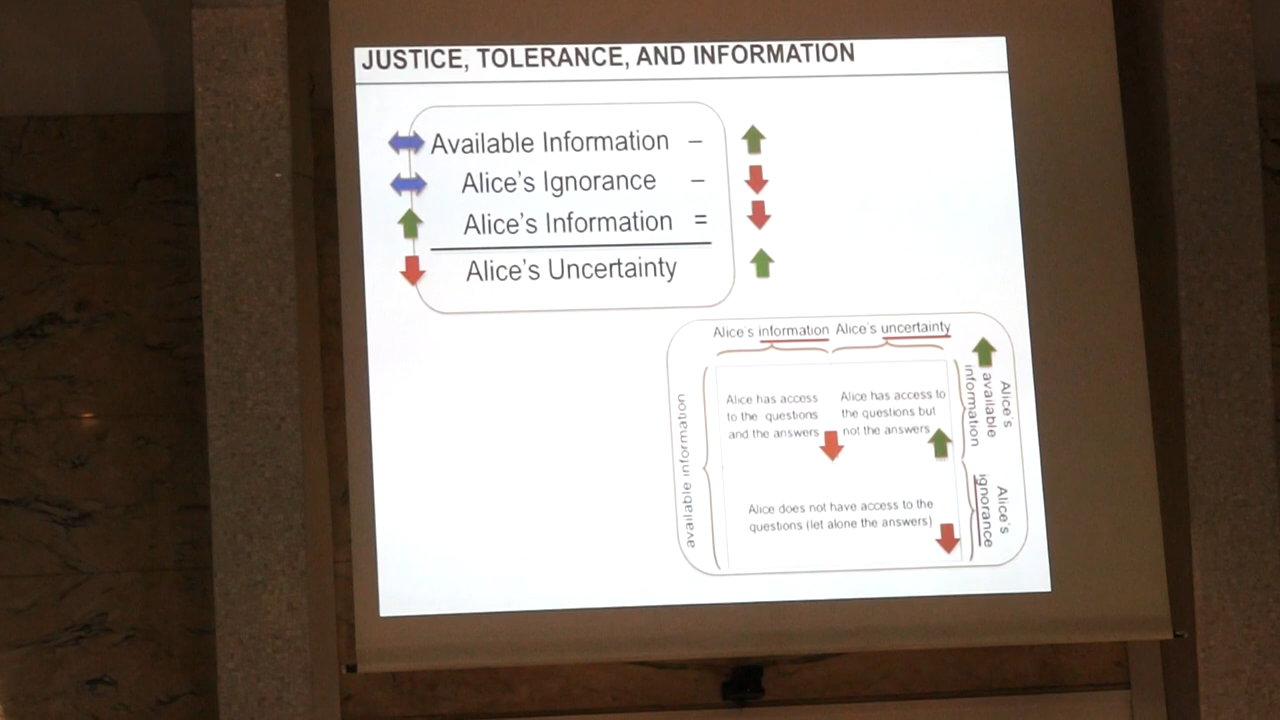 JUSTICE, TOLERANCE, AND INFORMATION
Available Information –
Alice's Ignorance –
Alice's Information =
Alice's Uncertainty
Alice's information Alice's uncertainty
available information
Alice has access
to the questions
and the answers
Alice has access to
the questions but
not the answers
Alice's
available
information
Alice does not have access to the
questions (let alone the answers)
Alice's
ignorance